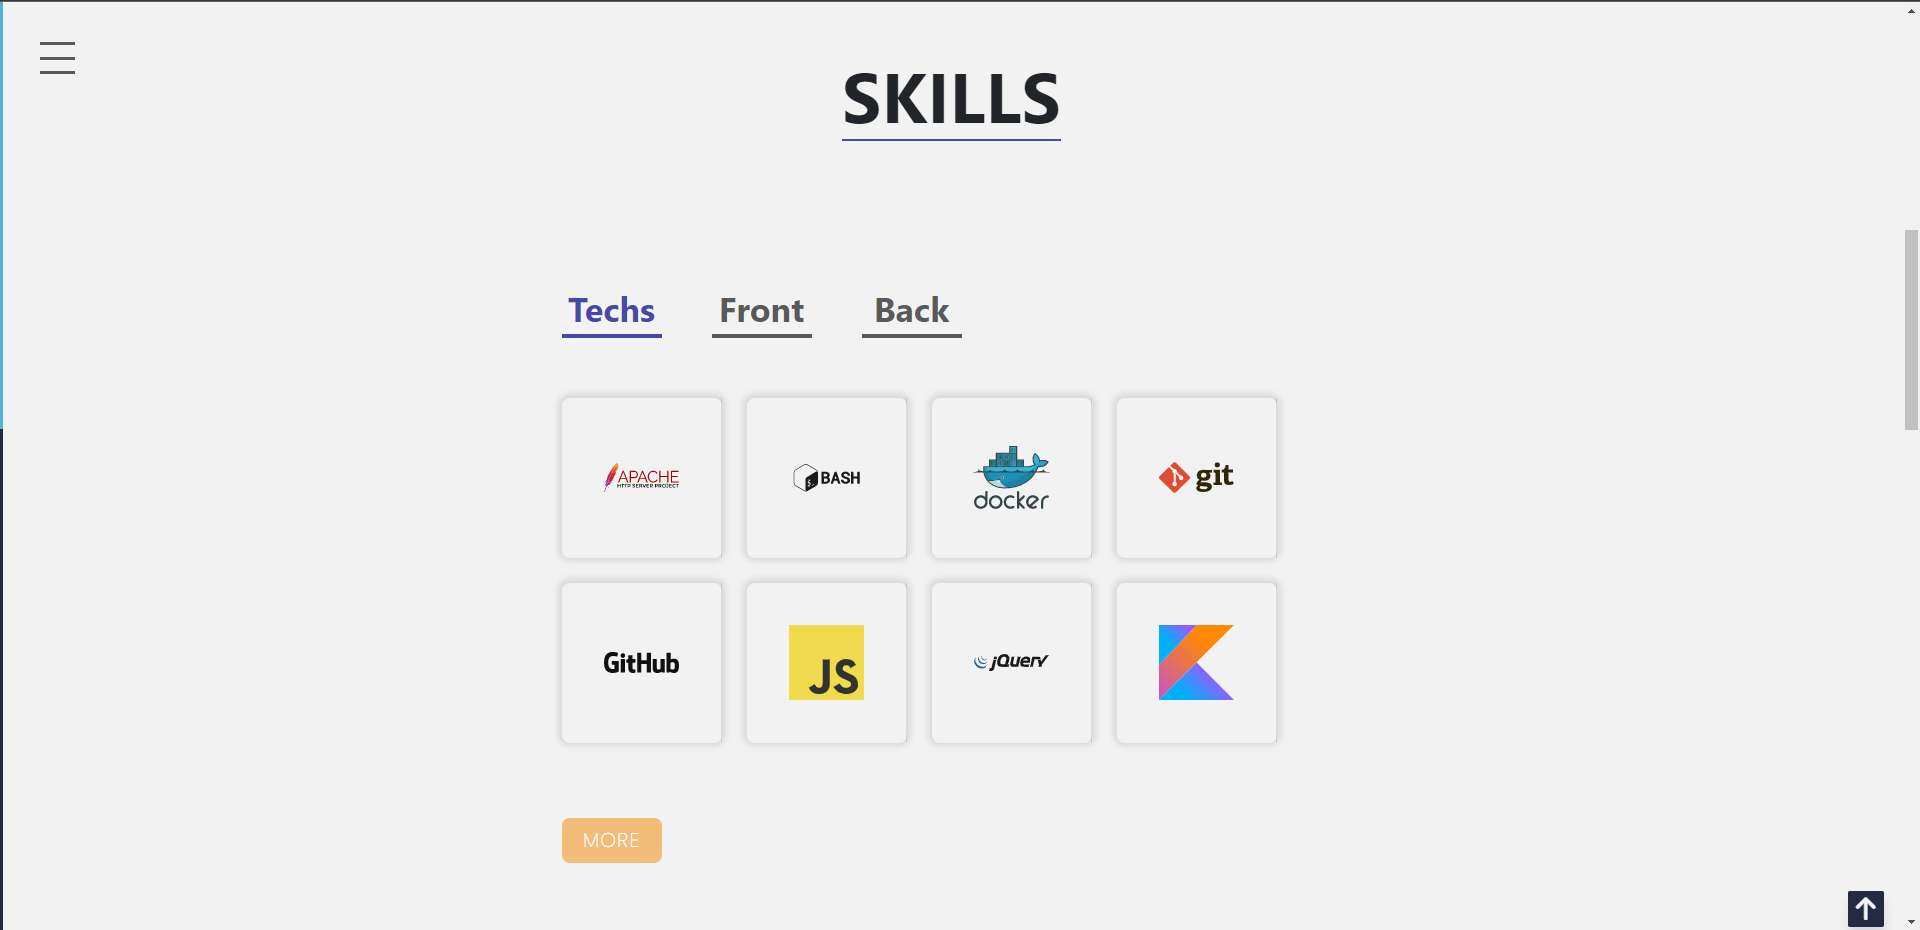 SKILLS
Techs Front Back
APACHE
HTTP SERVER PROJECT
$_
BASH
docker
git
GitHub
JS
jQuery
MORE